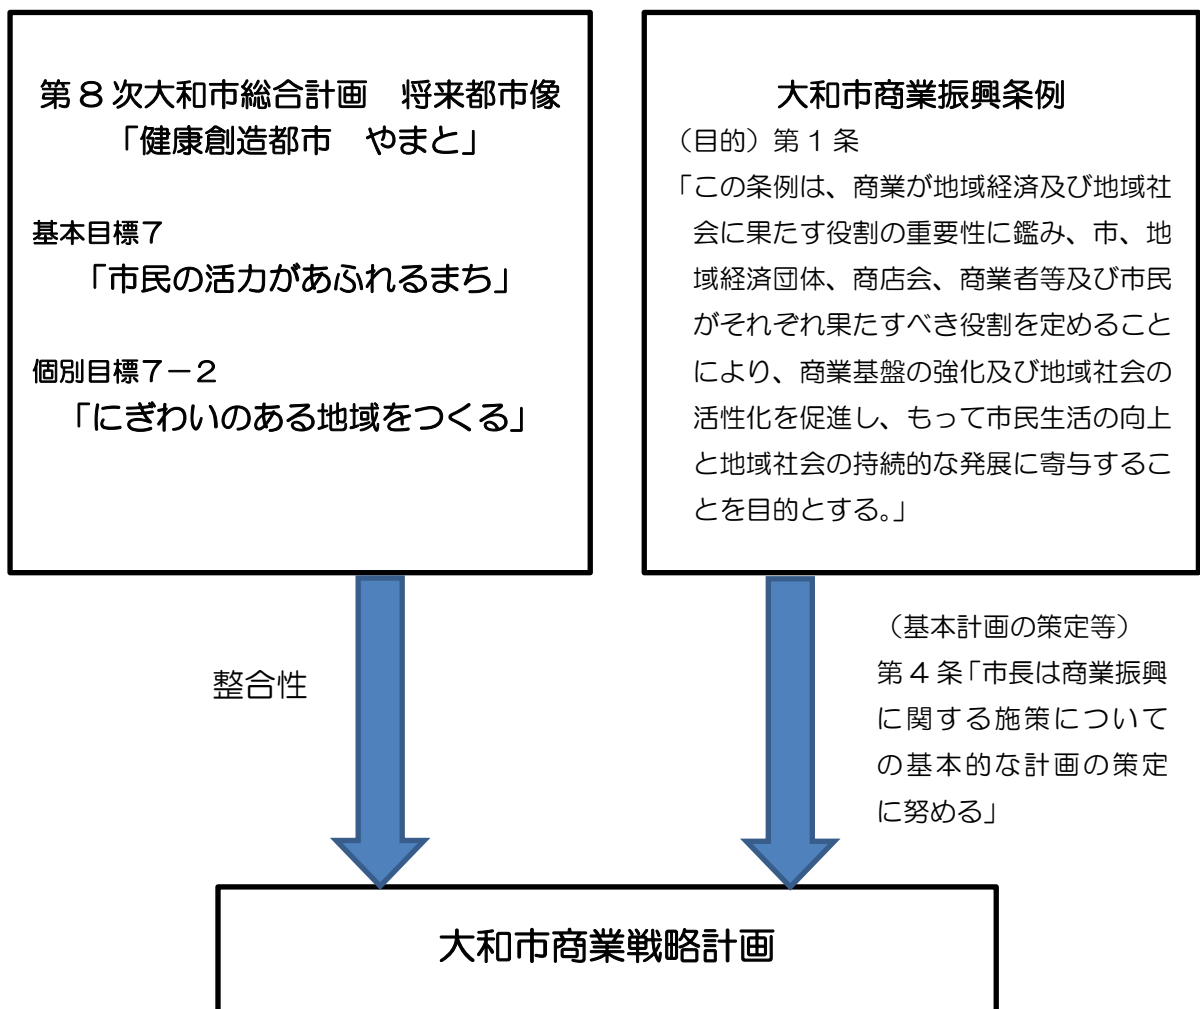 第8次大和市総合計画　将来都市像
「健康創造都市　やまと」
基本目標7
「市民の活力があふれるまち」
個別目標7－2
「にぎわいのある地域をつくる」
大和市商業振興条例
（目的）第1条
「この条例は、商業が地域経済及び地域社
会に果たす役割の重要性に鑑み、市、地
域経済団体、商店会、商業者等及び市民
がそれぞれ果たすべき役割を定めること
により、商業基盤の強化及び地域社会の
活性化を促進し、もって市民生活の向上
と地域社会の持続的な発展に寄与するこ
とを目的とする。」
整合性
（基本計画の策定等）
第4条「市長は商業振興
に関する施策について
の基本的な計画の策定
に努める」
大和市商業戦略計画